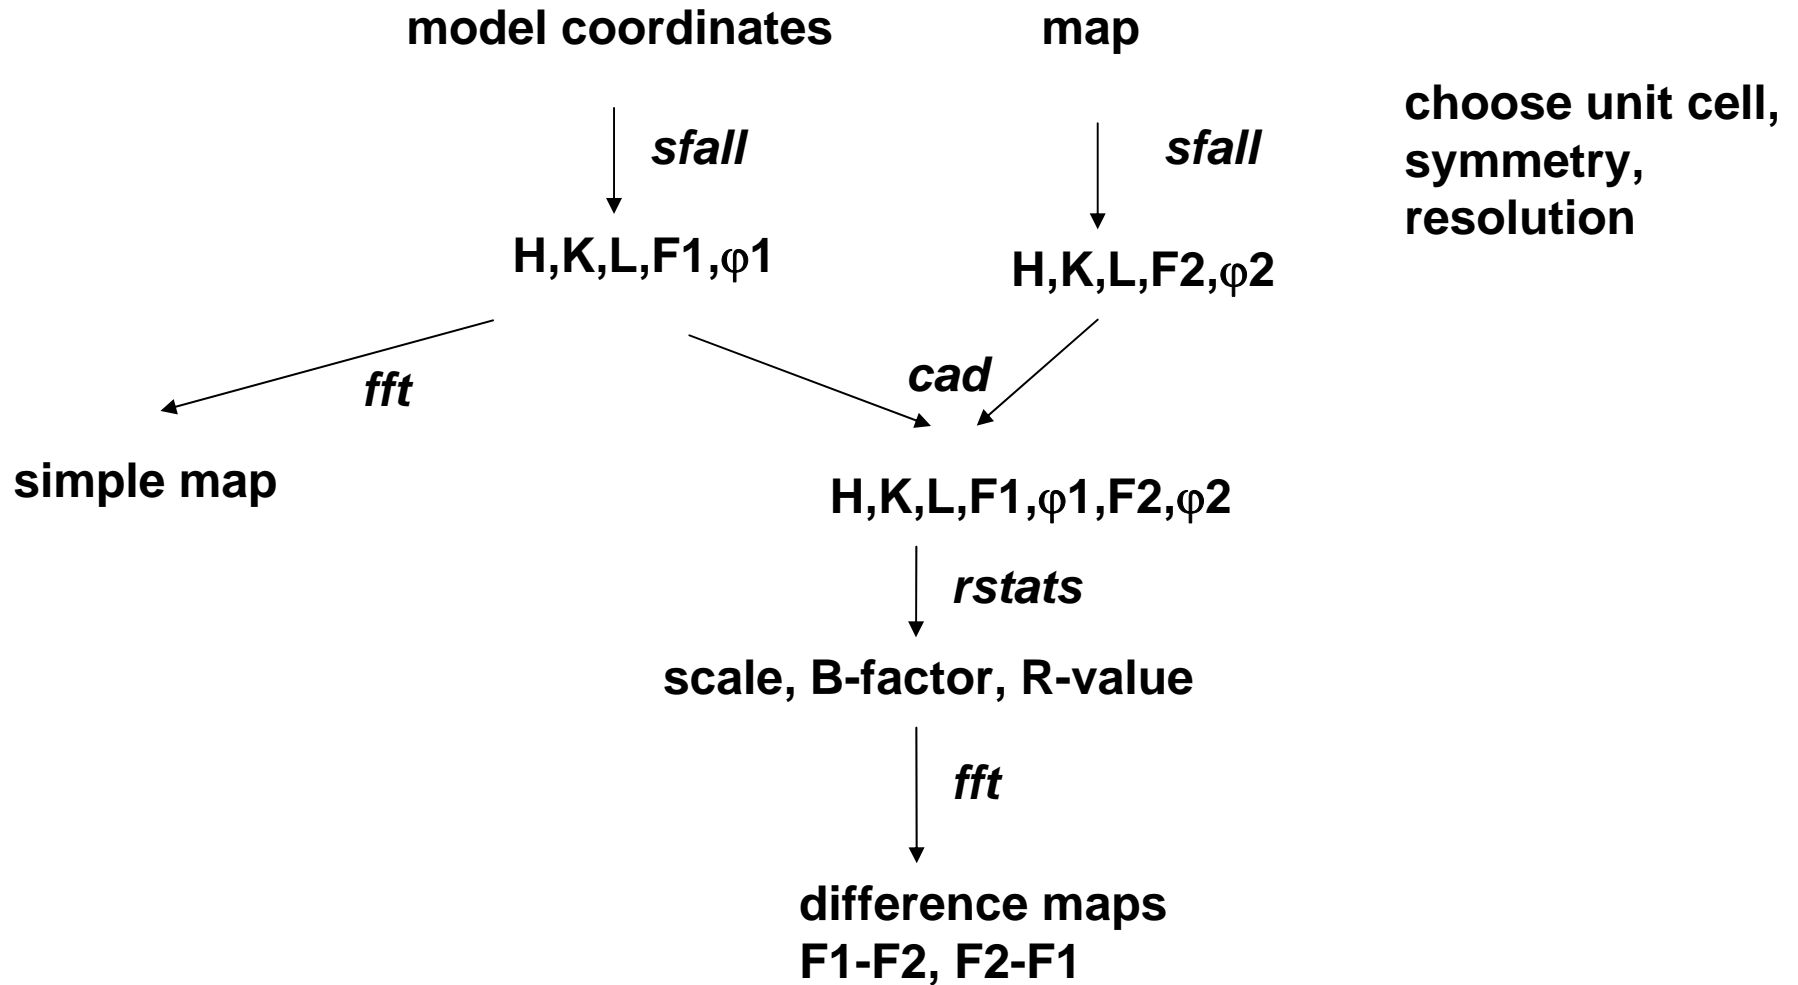 model coordinates
map
choose unit cell,
symmetry,
resolution
sfall
sfall
H,K,L,F1,φ1
H,K,L,F2,φ2
fft
cad
simple map
H,K,L,F1,φ1,F2,φ2
rstats
scale, B-factor, R-value
fft
difference maps
F1-F2, F2-F1